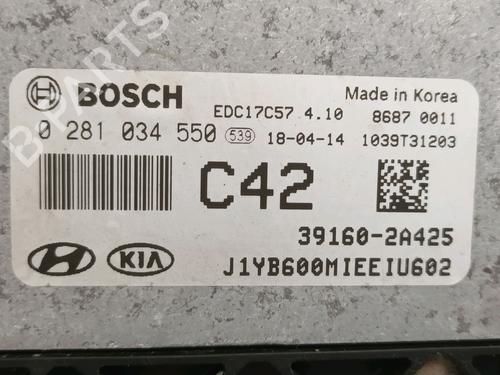 B-PARTS
BOSCH
EDC17C57 4.10
Made in Korea
8687 0011
0 281 034 550 539 18-04-14 1039T31203
C42
39160-2A425
KIA
J1YB600MIEEIU602